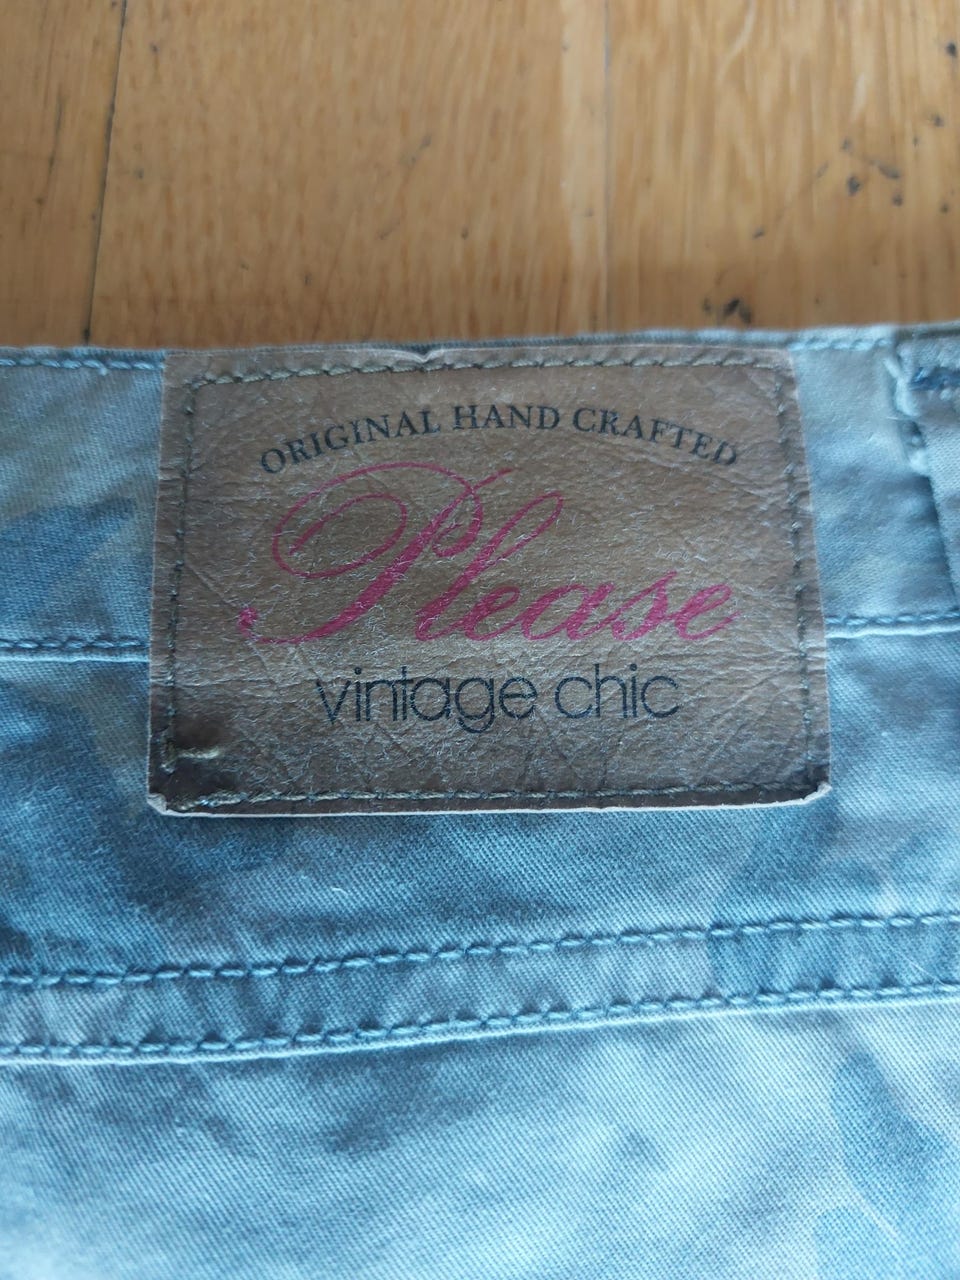 ORIGINAL HAND CRAFTED
Please
vintage chic